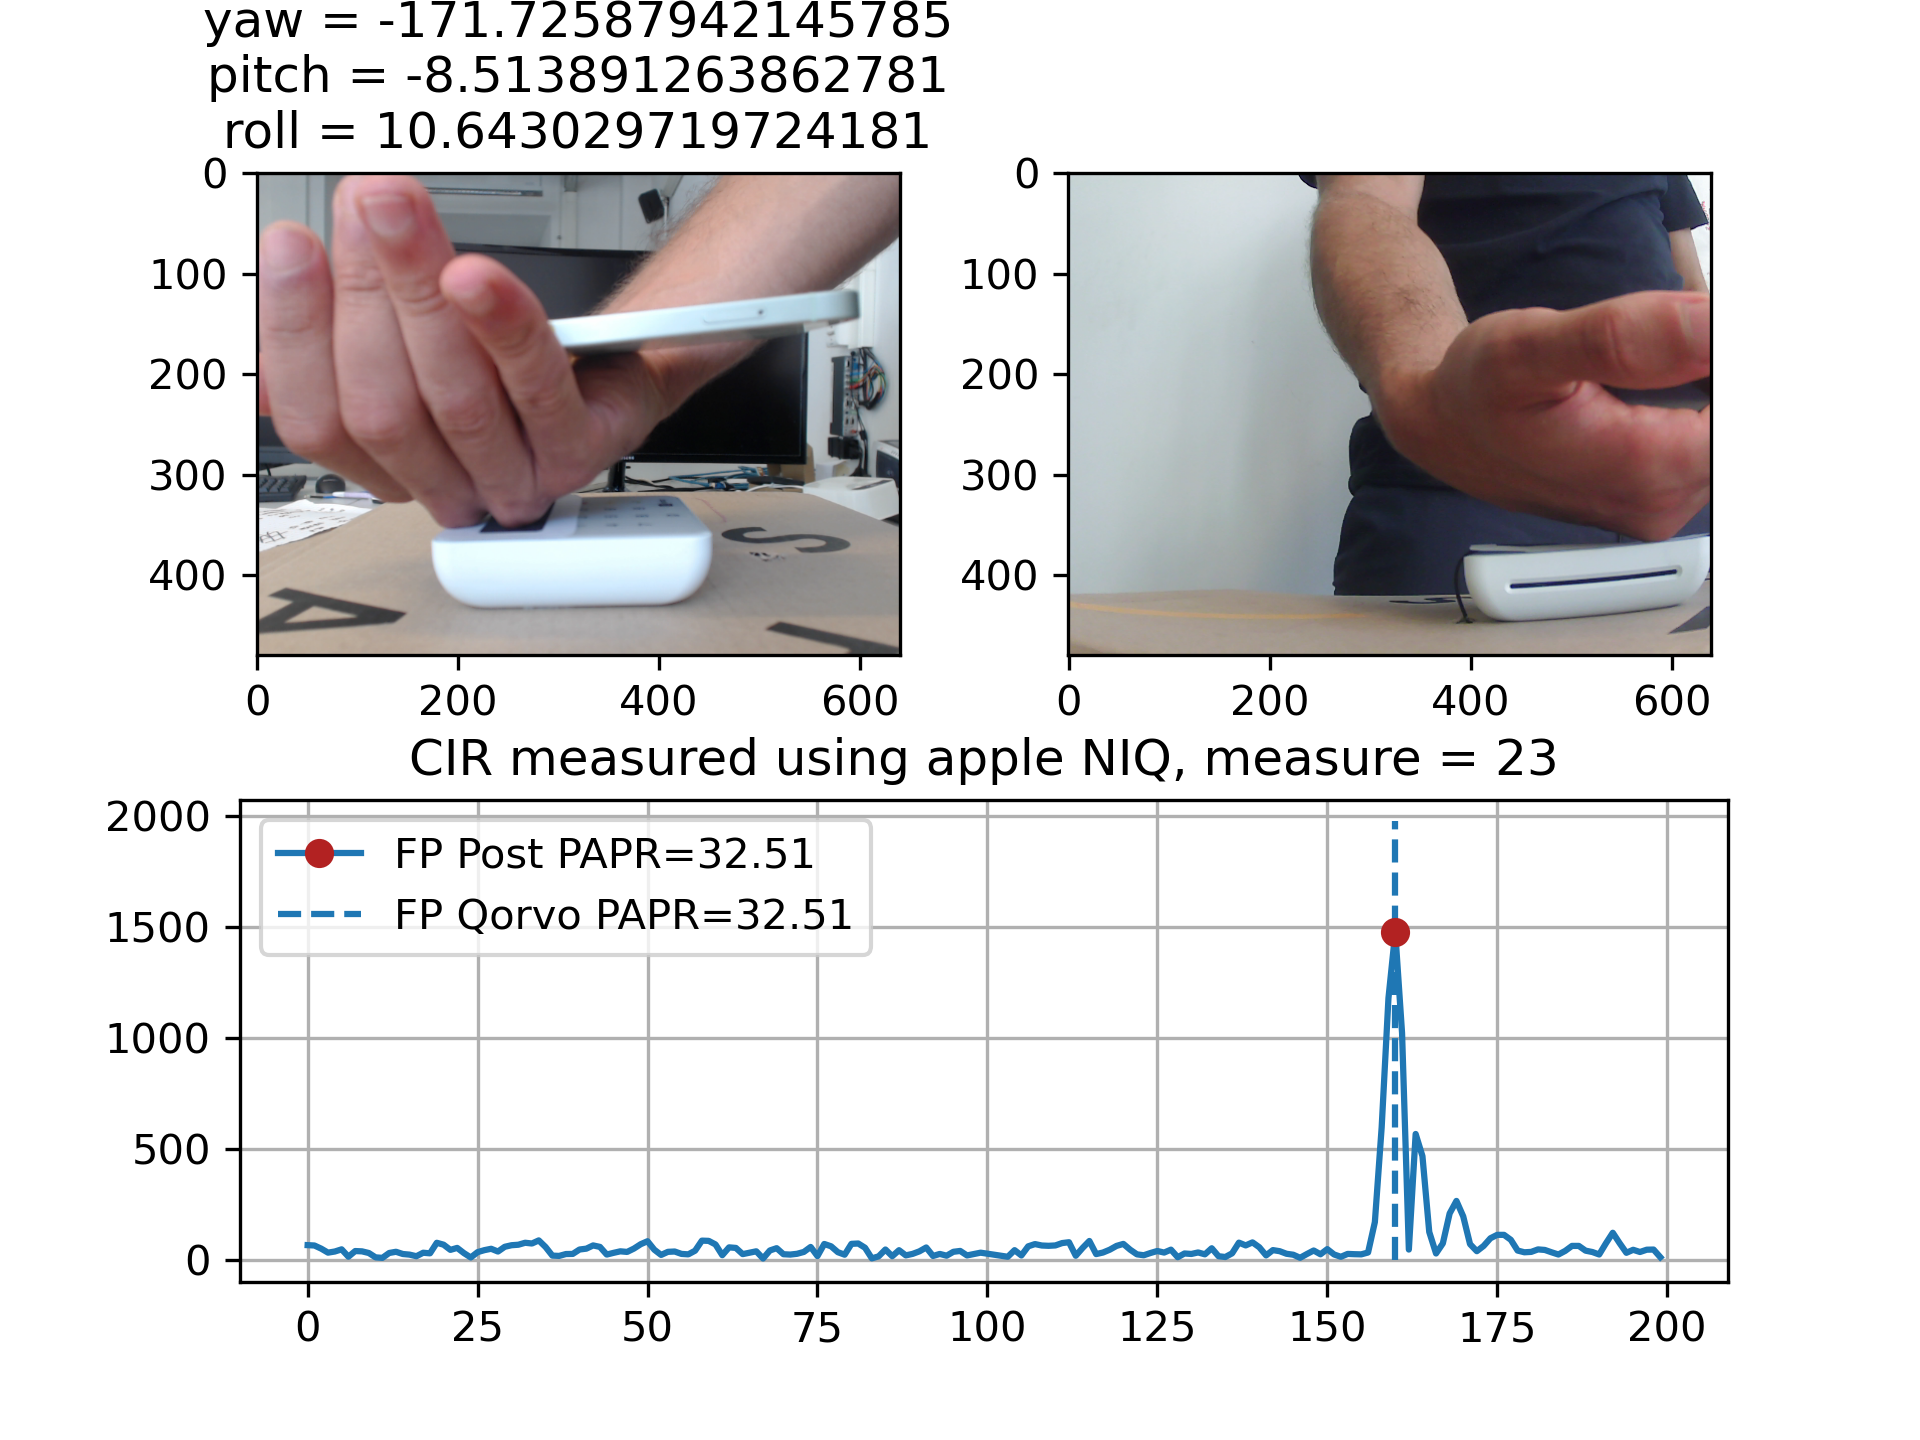 yaw = -171.72587942145785
pitch = -8.513891263862781
roll = 10.643029719724181
0
100
200
300
400
0 200 400 600
0
100
200
300
400
0 200 400 600
S
A
CIR measured using apple NIQ, measure = 23
2000
1500
1000
500
0
FP Post PAPR=32.51
FP Qorvo PAPR=32.51
0 25 50 75 100 125 150 175 200